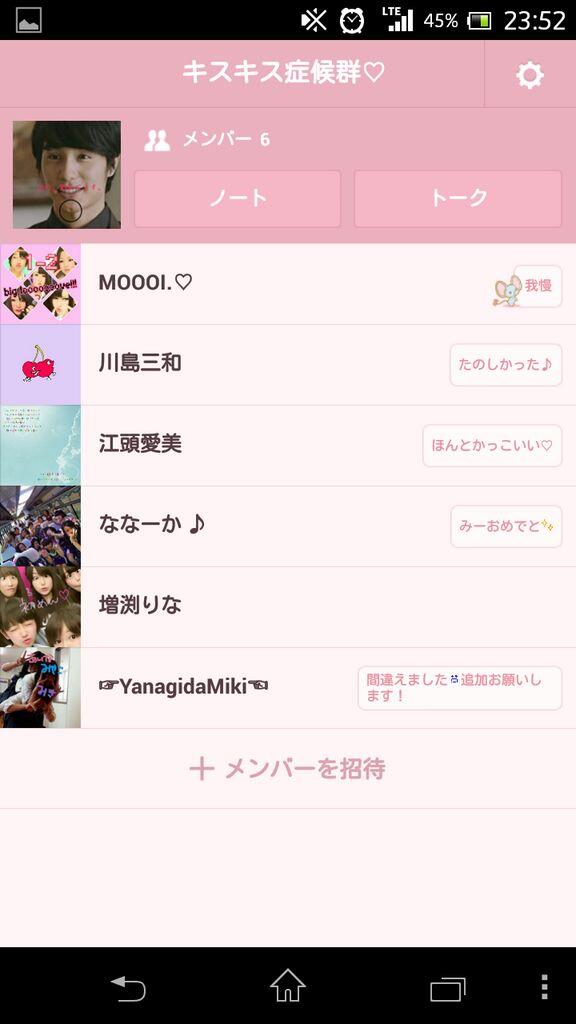 LTE 45% 23:52
キスキス症候群♡
メンバー 6
ノート トーク
1-2
MOOOI.♡
我慢
川島三和
たのしかった♪
江頭愛美
ほんとかっこいい♡
ななーか ♪
みーおめでと✨
増渕りな
☞YanagidaMiki☜
間違えました 追加お願いし
ます！
＋ メンバーを招待